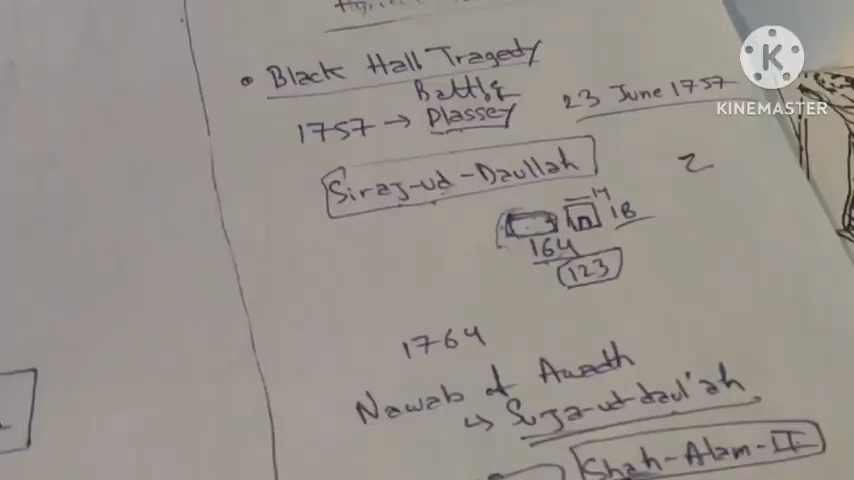 • Black Hall Tragedy
Battle
1757 → Plassey
23 June 1757
Siraj-ud-Daullah
Z
14
18
164
123
1764
Nawab of Awadh
↳ Suja-ud-daul'ah
Shah-Alam-II
K
KINEMASTER